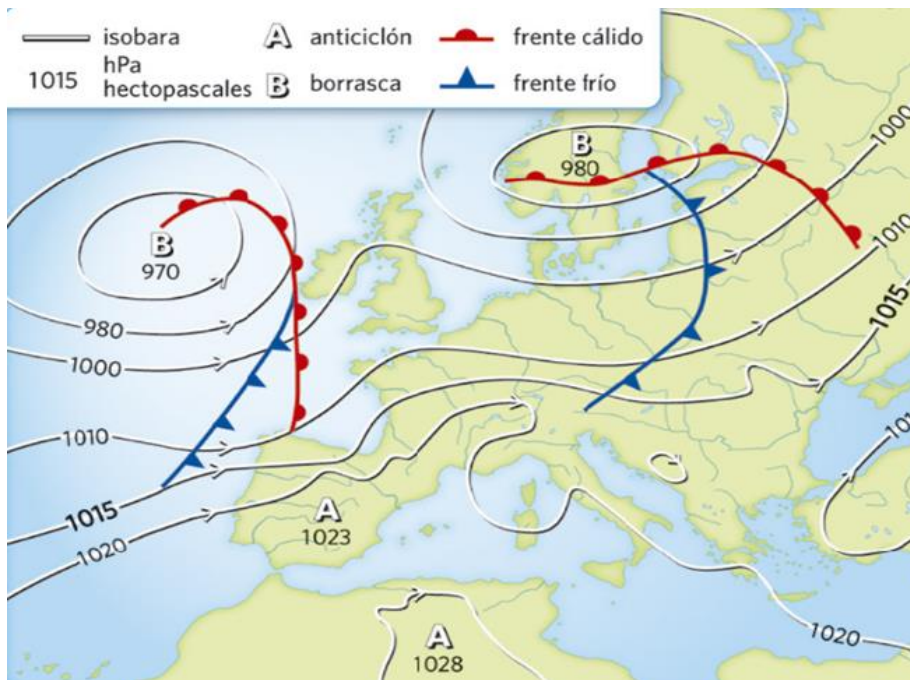 isobara
1015
hPa
hectopascales
A anticiclón
B borrasca
frente cálido
frente frío
B
980
1000
1010
1015
B
970
980
1000
1010
1015
1020
A
1023
A
1028
1020